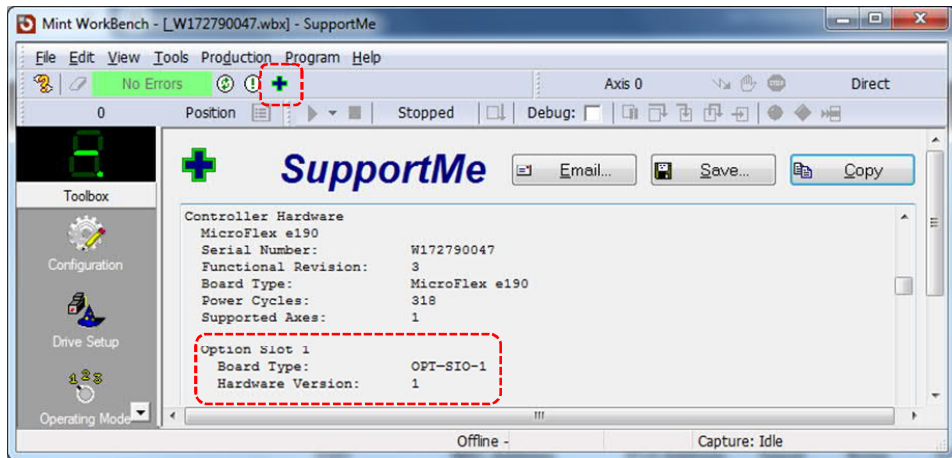 Mint WorkBench - [_W172790047.wbx] - SupportMe
File Edit View Tools Production Program Help
No Errors Axis 0 Direct
0 Position Stopped Debug:
Toolbox
Configuration
Drive Setup
1 2 3
Operating Mode
SupportMe Email... Save... Copy
Controller Hardware
MicroFlex e190
Serial Number: W172790047
Functional Revision: 3
Board Type: MicroFlex e190
Power Cycles: 318
Supported Axes: 1
Option Slot 1
Board Type: OPT-SIO-1
Hardware Version: 1
Offline - Capture: Idle